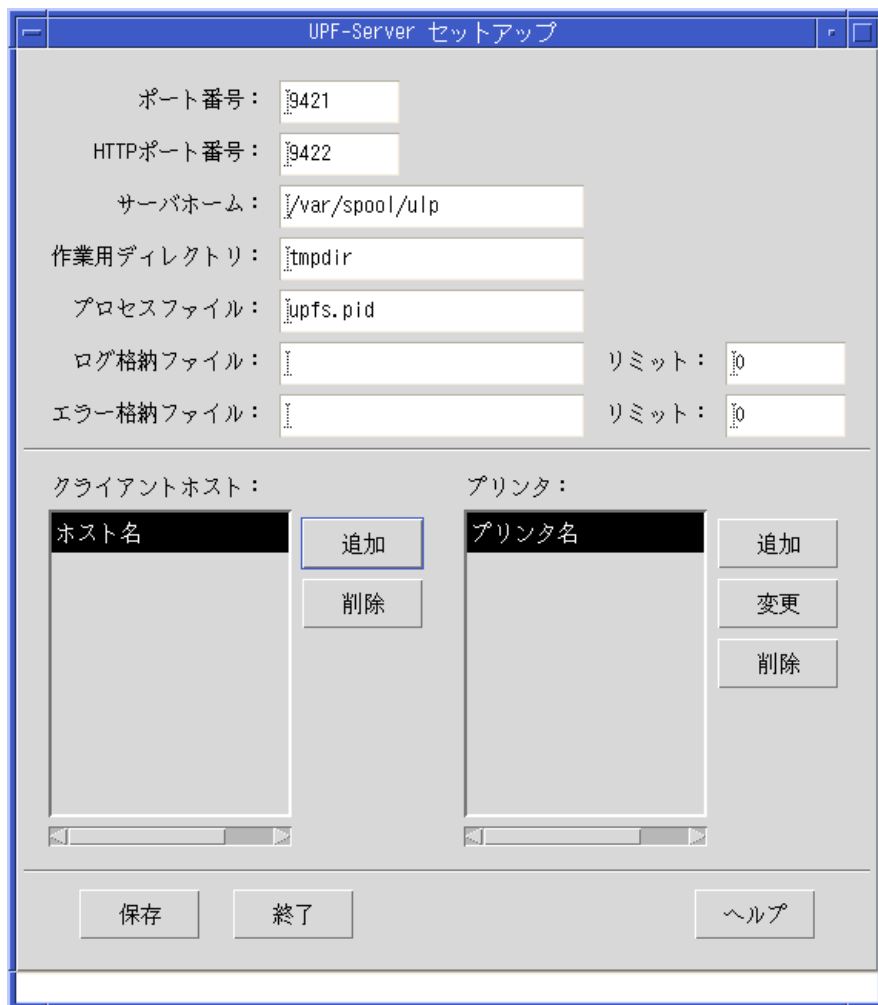 UPF-Server セットアップ
ポート番号： 9421
HTTPポート番号： 9422
サーバホーム： /var/spool/ulp
作業用ディレクトリ： tmpdir
プロセスファイル： upfs.pid
ログ格納ファイル： リミット： 0
エラー格納ファイル： リミット： 0
クライアントホスト： プリンタ：
ホスト名 追加 プリンタ名 追加
削除 変更
削除
保存 終了 ヘルプ